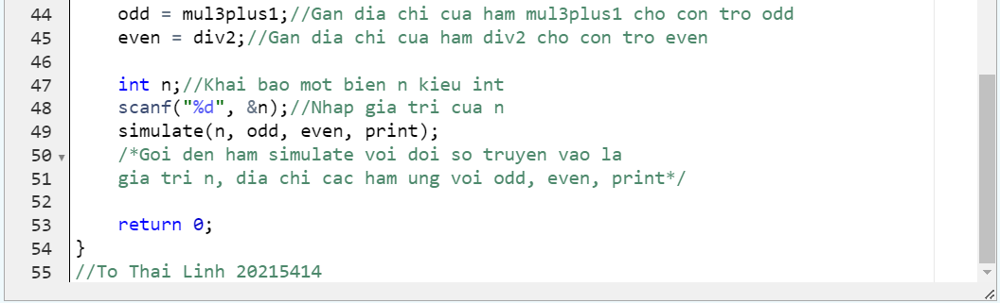 44 odd = mul3plus1;//Gan dia chi cua ham mul3plus1 cho con tro odd
45 even = div2;//Gan dia chi cua ham div2 cho con tro even
46
47 int n;//Khai bao mot bien n kieu int
48 scanf("%d", &n);//Nhap gia tri cua n
49 simulate(n, odd, even, print);
50 /*Goi den ham simulate voi doi so truyen vao la
51 gia tri n, dia chi cac ham ung voi odd, even, print*/
52
53 return 0;
54 }
55 //To Thai Linh 20215414